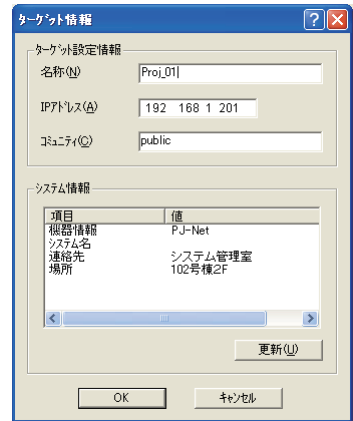 ターゲット情報
ターゲット設定情報
名称(N) Proj_01
IPアドレス(A) 192 168 1 201
コミュニティ(C) public
システム情報
項目 値
機器情報 PJ-Net
システム名
連絡先 システム管理室
場所 102号棟2F
更新(U)
OK キャンセル